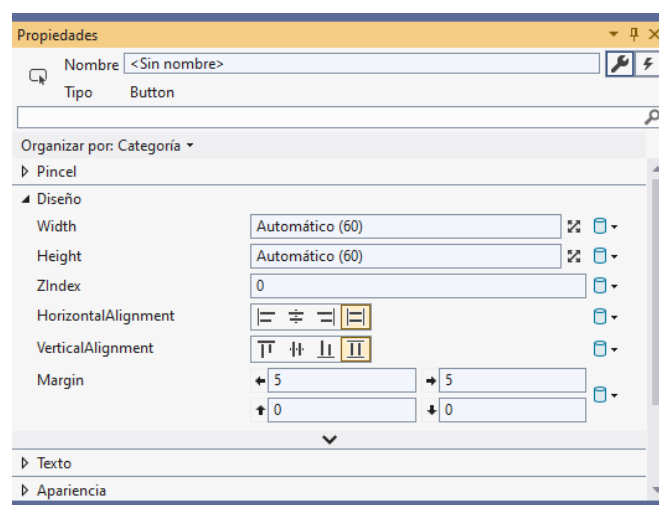 Propiedades
Nombre <Sin nombre>
Tipo Button
Organizar por: Categoría
Pincel
Diseño
Width Automático (60)
Height Automático (60)
ZIndex 0
HorizontalAlignment
VerticalAlignment
Margin 5 5
0 0
Texto
Apariencia